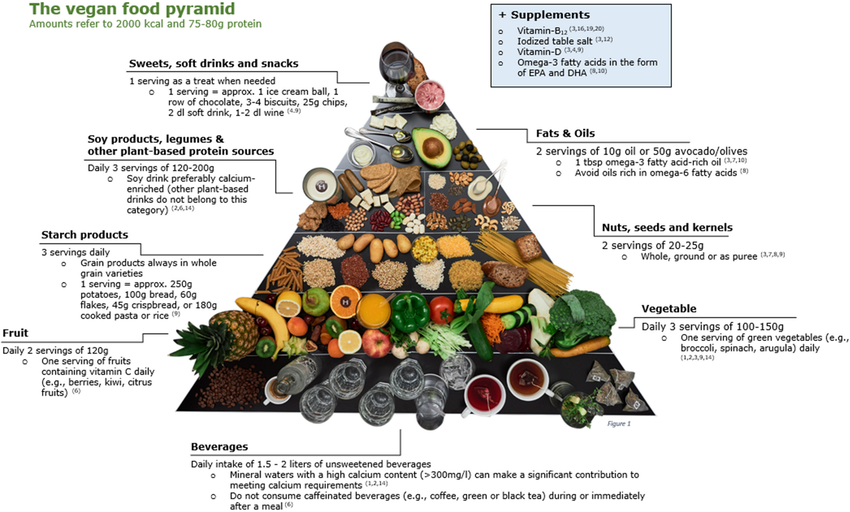 The vegan food pyramid
Amounts refer to 2000 kcal and 75-80g protein
+ Supplements
o Vitamin-B12 (3,16,19,20)
o Iodized table salt (3,12)
o Vitamin-D (3,4,9)
o Omega-3 fatty acids in the form
of EPA and DHA (8,10)
Sweets, soft drinks and snacks
1 serving as a treat when needed
o 1 serving = approx. 1 ice cream ball, 1
row of chocolate, 3-4 biscuits, 25g chips,
2 dl soft drink, 1-2 dl wine (4,9)
Fats & Oils
2 servings of 10g oil or 50g avocado/olives
o 1 tbsp omega-3 fatty acid-rich oil (3,7,10)
o Avoid oils rich in omega-6 fatty acids (8)
Soy products, legumes &
other plant-based protein sources
Daily 3 servings of 120-200g
o Soy drink preferably calcium-
enriched (other plant-based
drinks do not belong to this
category) (2,6,14)
Nuts, seeds and kernels
2 servings of 20-25g
o Whole, ground or as puree (3,7,8,9)
Starch products
3 servings daily
o Grain products always in whole
grain varieties
o 1 serving = approx. 250g
potatoes, 100g bread, 60g
flakes, 45g crispbread, or 180g
cooked pasta or rice (9)
Vegetable
Daily 3 servings of 100-150g
o One serving of green vegetables (e.g.,
broccoli, spinach, arugula) daily
(1,2,3,9,14)
Fruit
Daily 2 servings of 120g
o One serving of fruits
containing vitamin C daily
(e.g., berries, kiwi, citrus
fruits) (6)
Figure 1
Beverages
Daily intake of 1.5 - 2 liters of unsweetened beverages
o Mineral waters with a high calcium content (>300mg/l) can make a significant contribution to
meeting calcium requirements (1,2,14)
o Do not consume caffeinated beverages (e.g., coffee, green or black tea) during or immediately
after a meal (6)